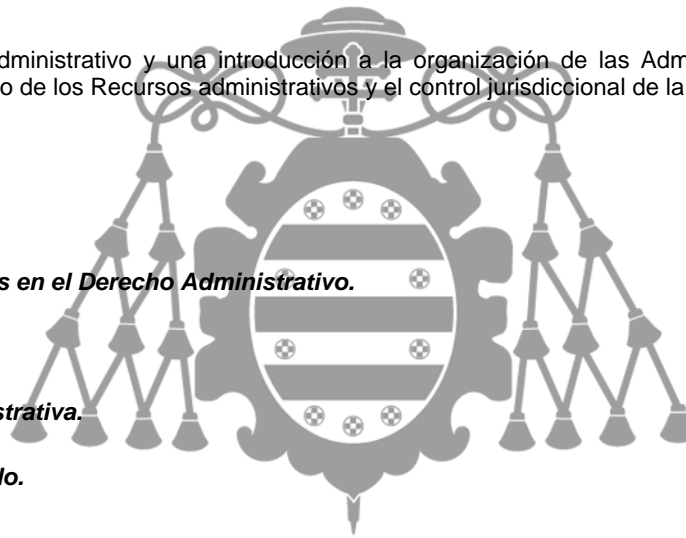 dministrativo y una introducción a la organización de las Adm
o de los Recursos administrativos y el control jurisdiccional de la
s en el Derecho Administrativo.
strativa.
do.